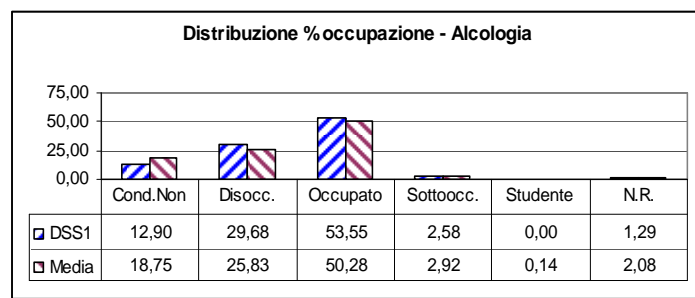 Distribuzione % occupazione - Alcologia
75,00
50,00
25,00
0,00
Cond.Non Disocc. Occupato Sottoocc. Studente N.R.
DSS1 12,90 29,68 53,55 2,58 0,00 1,29
Media 18,75 25,83 50,28 2,92 0,14 2,08